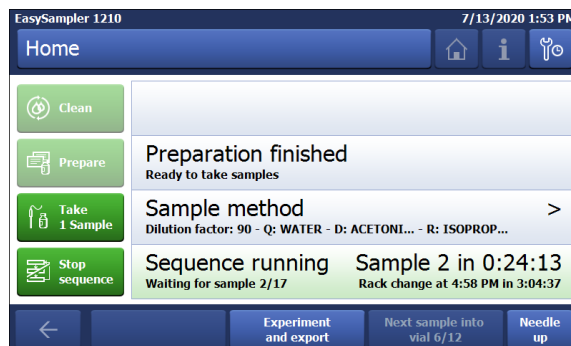 EasySampler 1210 7/13/2020 1:53 PM
Home
Clean
Prepare
Preparation finished
Ready to take samples
Take
1 Sample
Sample method >
Dilution factor: 90 - Q: WATER - D: ACETONI... - R: ISOPROP...
Stop
sequence
Sequence running Sample 2 in 0:24:13
Waiting for sample 2/17 Rack change at 4:58 PM in 3:04:37
Experiment
and export
Next sample into
vial 6/12
Needle
up